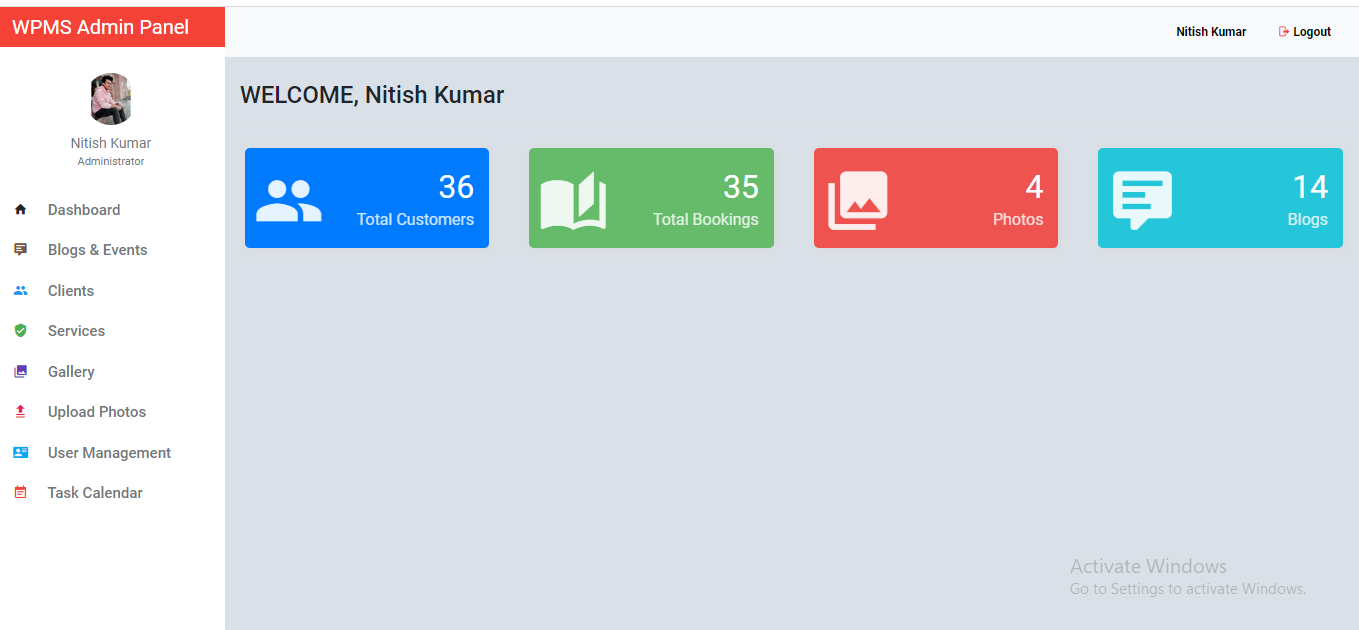 WPMS Admin Panel
Nitish Kumar
Logout
Nitish Kumar
Administrator
Dashboard
Blogs & Events
Clients
Services
Gallery
Upload Photos
User Management
Task Calendar
WELCOME, Nitish Kumar
36
Total Customers
35
Total Bookings
4
Photos
14
Blogs
Activate Windows
Go to Settings to activate Windows.